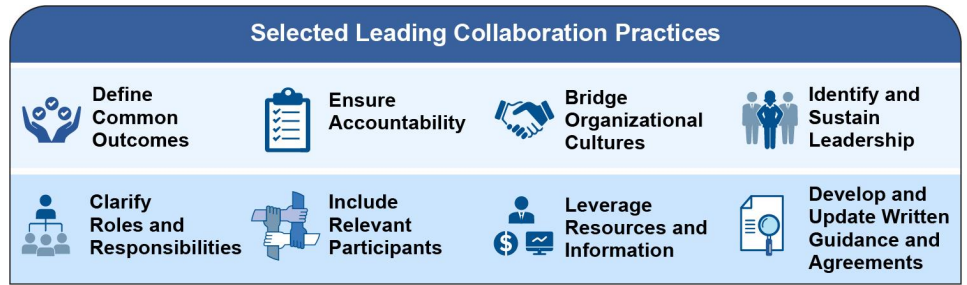 Selected Leading Collaboration Practices
Define
Common
Outcomes
Ensure
Accountability
Bridge
Organizational
Cultures
Identify and
Sustain
Leadership
Clarify
Roles and
Responsibilities
Include
Relevant
Participants
Leverage
Resources and
Information
Develop and
Update Written
Guidance and
Agreements